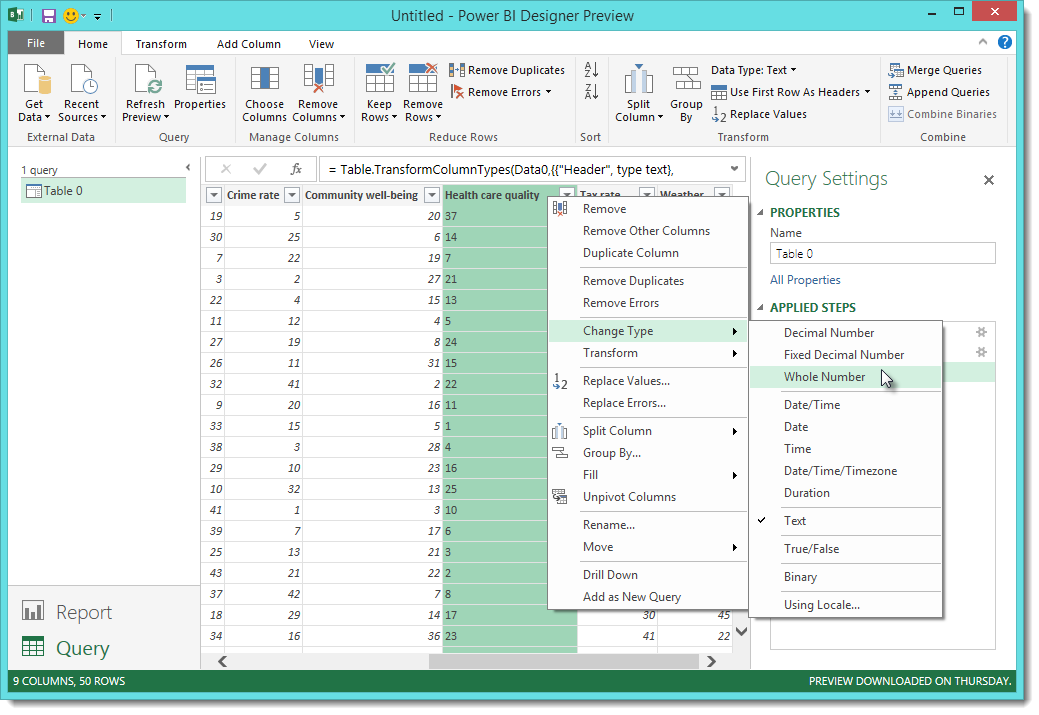 Untitled - Power BI Designer Preview
File Home Transform Add Column View
Get Data Recent Sources Refresh Preview Properties Choose Columns Remove Columns Keep Rows Remove Rows
Remove Duplicates
Remove Errors
Split Column Group By
Data Type: Text
Use First Row As Headers
1 2 Replace Values
Merge Queries
Append Queries
Combine Binaries
External Data Query Manage Columns Reduce Rows Sort Transform Combine
1 query
Table 0
fx = Table.TransformColumnTypes(Data0,{{"Header", type text},
Crime rate Community well-being Health care quality Tax rate Weather
19 5 20 37
30 25 6 14
7 22 19 7
3 2 27 21
22 4 15 13
11 12 4 5
27 19 8 24
26 11 31 15
32 41 2 22
9 20 16 11
33 15 5 1
38 3 28 4
29 10 23 16
10 32 13 25
41 1 3 10
39 7 17 6
25 13 21 3
43 21 22 2
37 42 7 8
18 29 14 17 30 45
34 16 36 23 41 22
Remove
Remove Other Columns
Duplicate Column
Remove Duplicates
Remove Errors
Change Type
Transform
1 2 Replace Values...
Replace Errors...
Split Column
Group By...
Fill
Unpivot Columns
Rename...
Move
Drill Down
Add as New Query
Decimal Number
Fixed Decimal Number
Whole Number
Date/Time
Date
Time
Date/Time/Timezone
Duration
Text
True/False
Binary
Using Locale...
Query Settings
PROPERTIES
Name
Table 0
All Properties
APPLIED STEPS
Report
Query
9 COLUMNS, 50 ROWS
PREVIEW DOWNLOADED ON THURSDAY.